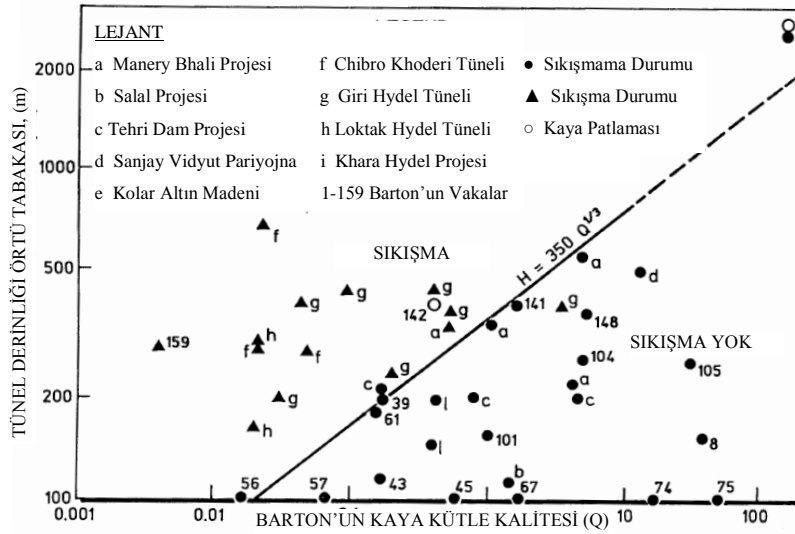 LEJANT
a Manery Bhali Projesi
b Salal Projesi
c Tehri Dam Projesi
d Sanjay Vidyut Pariyojna
e Kolar Altın Madeni
f Chibro Khoderi Tüneli
g Giri Hydel Tüneli
h Loktak Hydel Tüneli
i Khara Hydel Projesi
1-159 Barton'un Vakalar
● Sıkışmama Durumu
▲ Sıkışma Durumu
○ Kaya Patlaması
TÜNEL DERİNLİĞİ ÖRTÜ TABAKASI, (m)
2000
1000
500
200
100
f
SIKIŞMA
H = 350 Q^1/3
a
d
g
g
g
142
g
a
141
a
g
148
SIKIŞMA YOK
159
h
f
f
104
105
c
g
a
g
39
61
l
c
c
h
l
101
8
56
57
43
45
b
67
74
75
0.001
0.01
10
100
BARTON'UN KAYA KÜTLE KALİTESİ (Q)